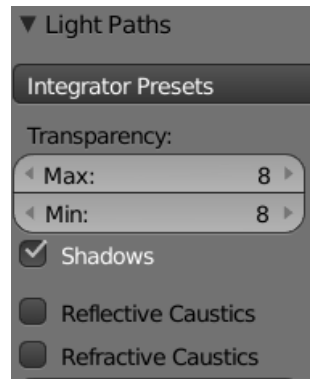 Light Paths
Integrator Presets
Transparency:
Max: 8
Min: 8
Shadows
Reflective Caustics
Refractive Caustics